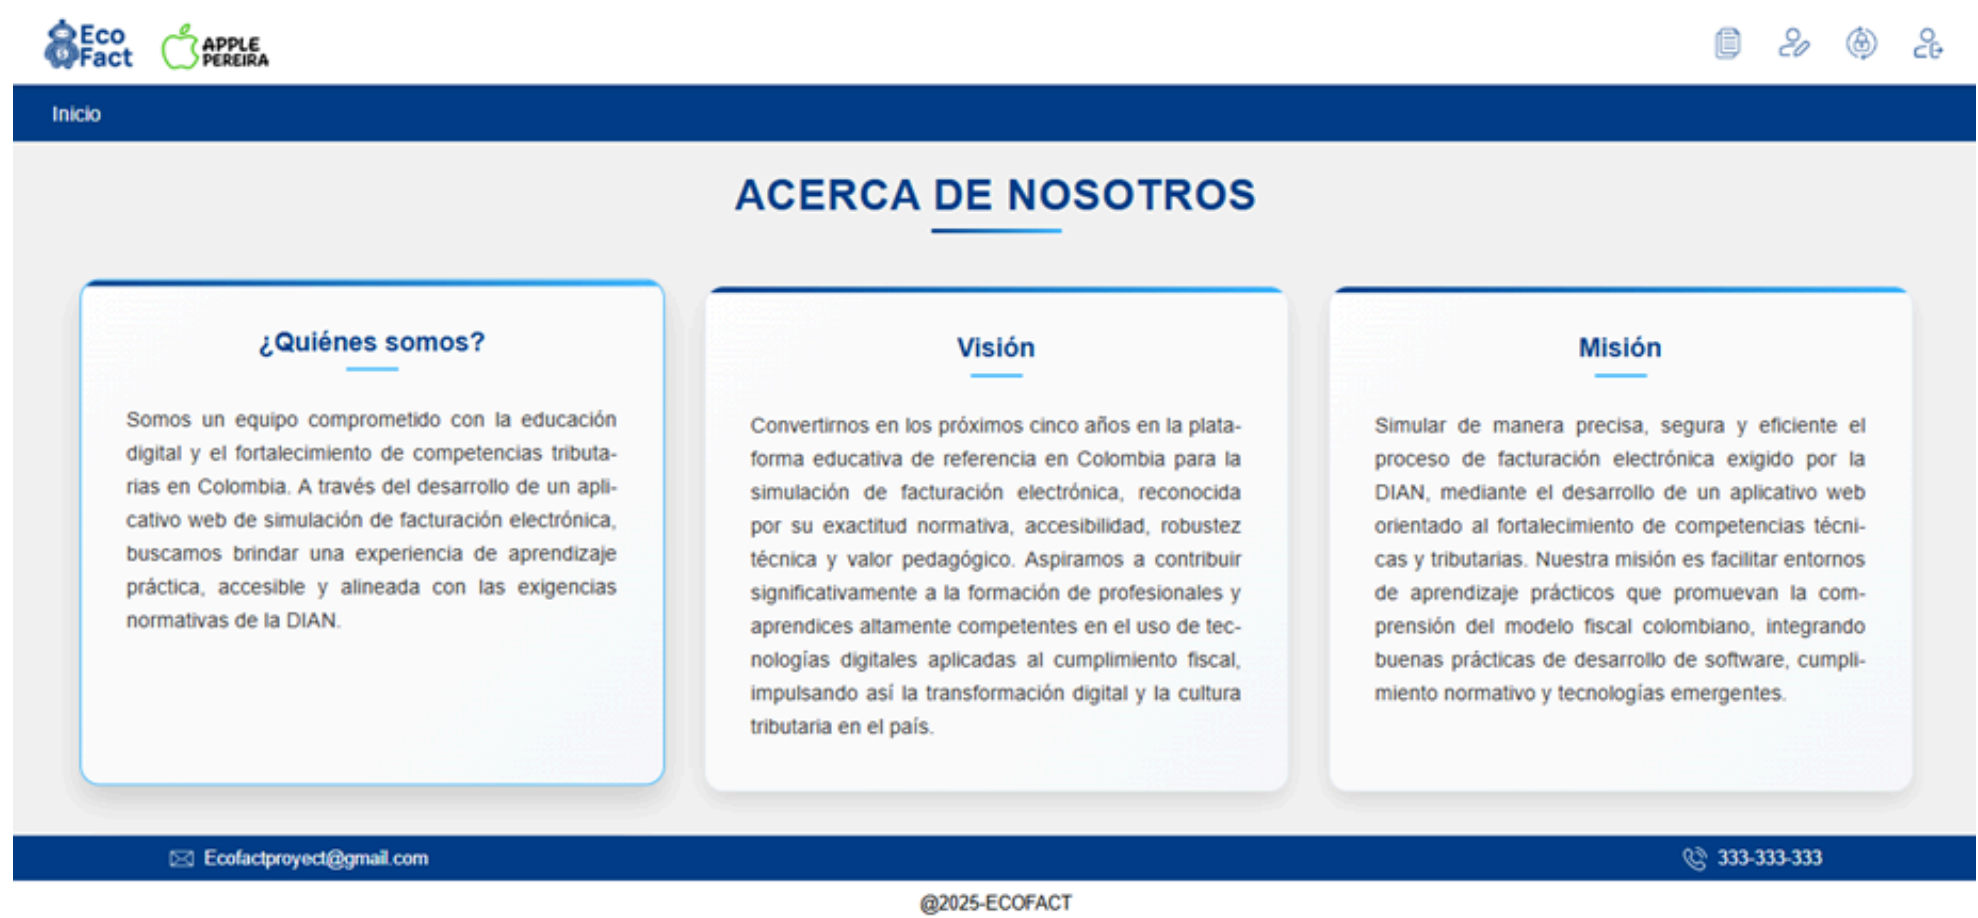 Eco
Fact
APPLE
PEREIRA
Inicio
ACERCA DE NOSOTROS
¿Quiénes somos?
Somos un equipo comprometido con la educación
digital y el fortalecimiento de competencias tributa-
rias en Colombia. A través del desarrollo de un apli-
cativo web de simulación de facturación electrónica,
buscamos brindar una experiencia de aprendizaje
práctica, accesible y alineada con las exigencias
normativas de la DIAN.
Visión
Convertirnos en los próximos cinco años en la plata-
forma educativa de referencia en Colombia para la
simulación de facturación electrónica, reconocida
por su exactitud normativa, accesibilidad, robustez
técnica y valor pedagógico. Aspiramos a contribuir
significativamente a la formación de profesionales y
aprendices altamente competentes en el uso de tec-
nologías digitales aplicadas al cumplimiento fiscal,
impulsando así la transformación digital y la cultura
tributaria en el país.
Misión
Simular de manera precisa, segura y eficiente el
proceso de facturación electrónica exigido por la
DIAN, mediante el desarrollo de un aplicativo web
orientado al fortalecimiento de competencias técni-
cas y tributarias. Nuestra misión es facilitar entornos
de aprendizaje prácticos que promuevan la com-
prensión del modelo fiscal colombiano, integrando
buenas prácticas de desarrollo de software, cumpli-
miento normativo y tecnologías emergentes.
Ecofactproyect@gmail.com
333-333-333
@2025-ECOFACT